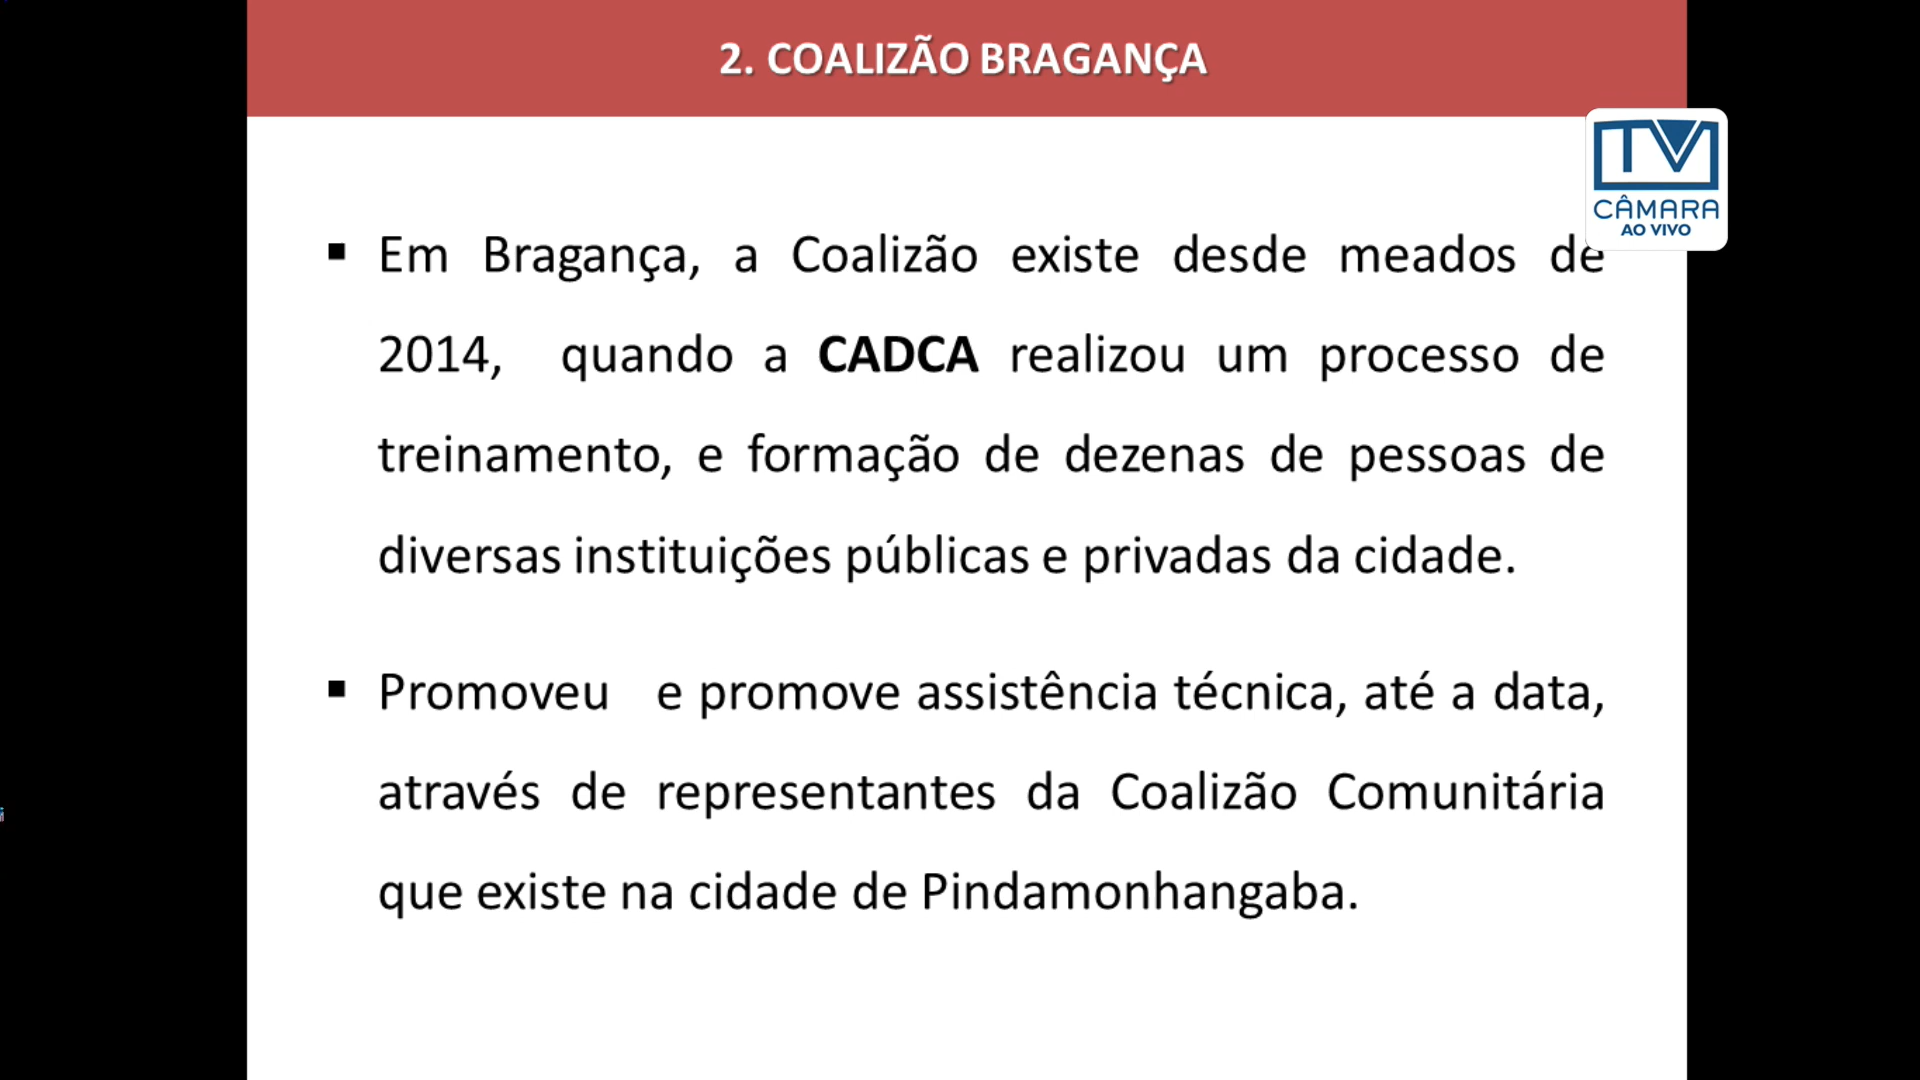 2. COALIZÃO BRAGANÇA
TV
CÂMARA
AO VIVO
▪ Em Bragança, a Coalizão existe desde meados de
2014, quando a CADCA realizou um processo de
treinamento, e formação de dezenas de pessoas de
diversas instituições públicas e privadas da cidade.
▪ Promoveu e promove assistência técnica, até a data,
através de representantes da Coalizão Comunitária
que existe na cidade de Pindamonhangaba.